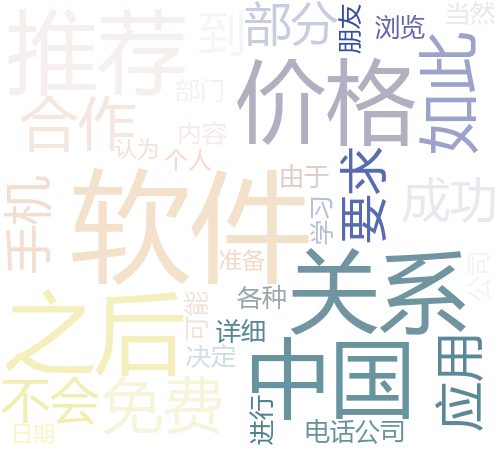 推荐
到
部分
朋友
浏览
当然
如此
价格
部门
合作
内容
认为
个人
由于
要求
成功
手机
软件
学习
准备
关系
公司
之后
可能
各种
详细
决定
中国
应用
不会
免费
进行
电话公司
日期